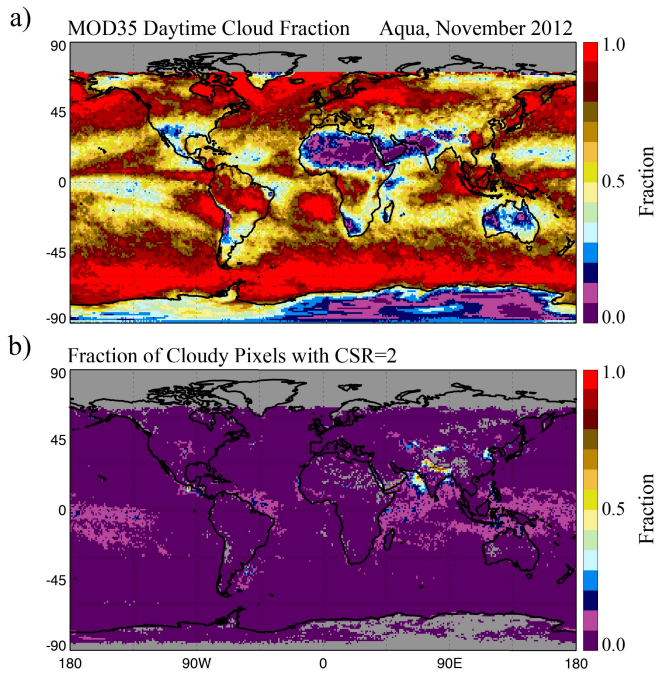 a)
MOD35 Daytime Cloud Fraction Aqua, November 2012
90
45
0
-45
-90
1.0
0.5
0.0
Fraction
b)
Fraction of Cloudy Pixels with CSR=2
90
45
0
-45
-90
180 90W 0 90E 180
1.0
0.5
0.0
Fraction